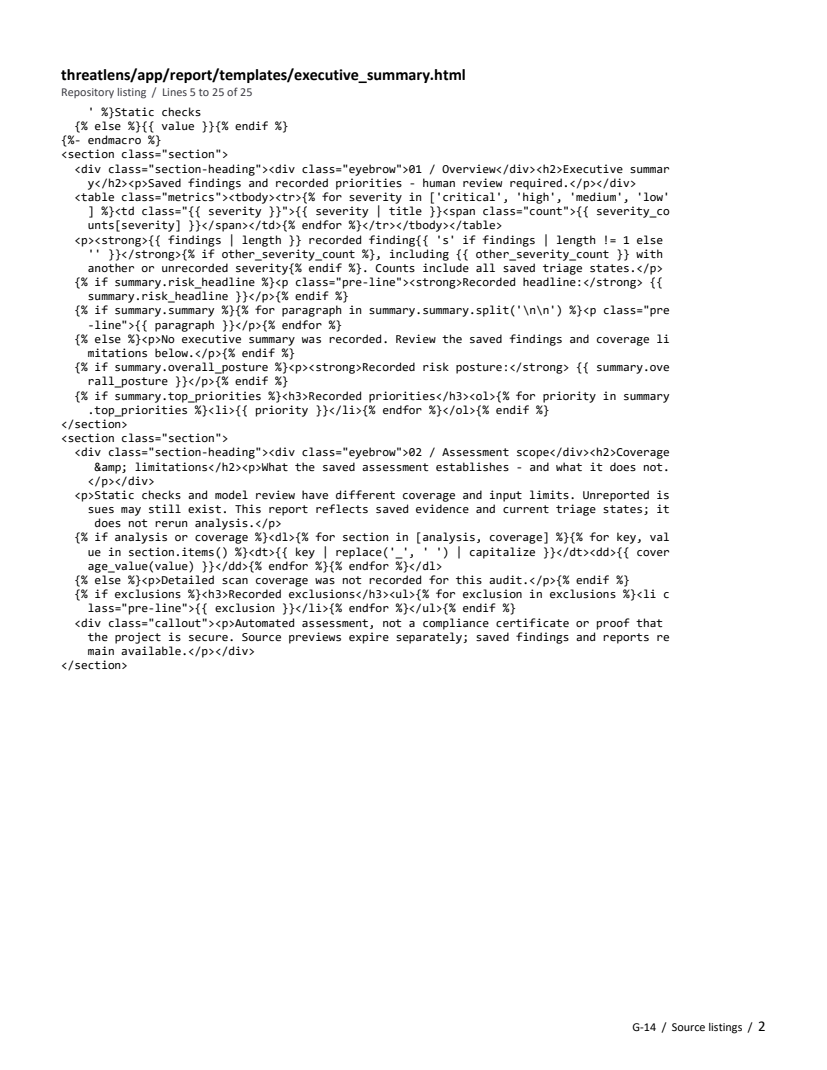 threatlens/app/report/templates/executive_summary.html
Repository listing / Lines 5 to 25 of 25
    ' %}Static checks
  {% else %}{{ value }}{% endif %}
{%- endmacro %}
<section class="section">
  <div class="section-heading"><div class="eyebrow">01 / Overview</div><h2>Executive summar
    y</h2><p>Saved findings and recorded priorities - human review required.</p></div>
  <table class="metrics"><tbody><tr>{% for severity in ['critical', 'high', 'medium', 'low'
    ] %}<td class="{{ severity }}">{{ severity | title }}<span class="count">{{ severity_co
    unts[severity] }}</span></td>{% endfor %}</tr></tbody></table>
  <p><strong>{{ findings | length }} recorded finding{{ 's' if findings | length != 1 else
    '' }}</strong>{% if other_severity_count %}, including {{ other_severity_count }} with
    another or unrecorded severity{% endif %}. Counts include all saved triage states.</p>
  {% if summary.risk_headline %}<p class="pre-line"><strong>Recorded headline:</strong> {{
    summary.risk_headline }}</p>{% endif %}
  {% if summary.summary %}{% for paragraph in summary.summary.split('\n\n') %}<p class="pre
    -line">{{ paragraph }}</p>{% endfor %}
  {% else %}<p>No executive summary was recorded. Review the saved findings and coverage li
    mitations below.</p>{% endif %}
  {% if summary.overall_posture %}<p><strong>Recorded risk posture:</strong> {{ summary.ove
    rall_posture }}</p>{% endif %}
  {% if summary.top_priorities %}<h3>Recorded priorities</h3><ol>{% for priority in summary
    .top_priorities %}<li>{{ priority }}</li>{% endfor %}</ol>{% endif %}
</section>
<section class="section">
  <div class="section-heading"><div class="eyebrow">02 / Assessment scope</div><h2>Coverage
     &amp; limitations</h2><p>What the saved assessment establishes - and what it does not.
    </p></div>
  <p>Static checks and model review have different coverage and input limits. Unreported is
    sues may still exist. This report reflects saved evidence and current triage states; it
     does not rerun analysis.</p>
  {% if analysis or coverage %}<dl>{% for section in [analysis, coverage] %}{% for key, val
    ue in section.items() %}<dt>{{ key | replace('_', ' ') | capitalize }}</dt><dd>{{ cover
    age_value(value) }}</dd>{% endfor %}{% endfor %}</dl>
  {% else %}<p>Detailed scan coverage was not recorded for this audit.</p>{% endif %}
  {% if exclusions %}<h3>Recorded exclusions</h3><ul>{% for exclusion in exclusions %}<li c
    lass="pre-line">{{ exclusion }}</li>{% endfor %}</ul>{% endif %}
  <div class="callout"><p>Automated assessment, not a compliance certificate or proof that
    the project is secure. Source previews expire separately; saved findings and reports re
    main available.</p></div>
</section>
G-14 / Source listings / 2